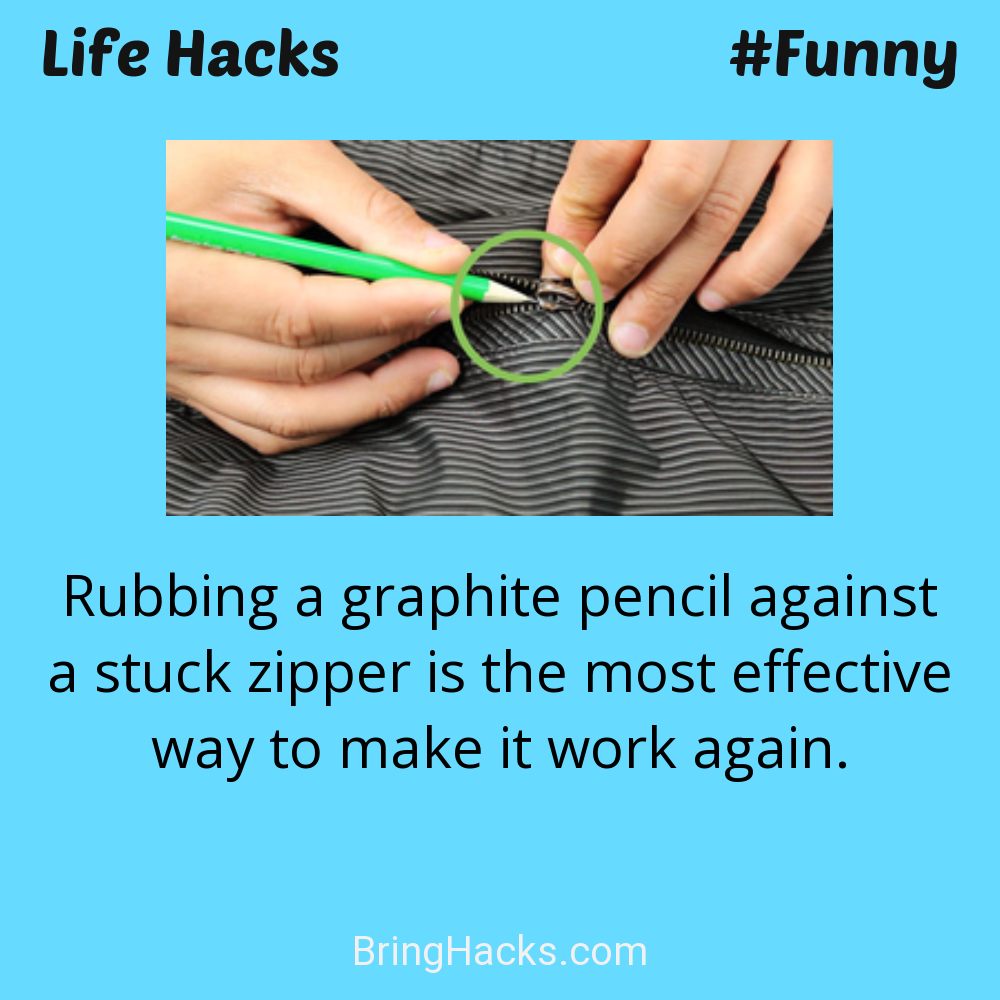 Life Hacks #Funny
Rubbing a graphite pencil against
a stuck zipper is the most effective
way to make it work again.
BringHacks.com